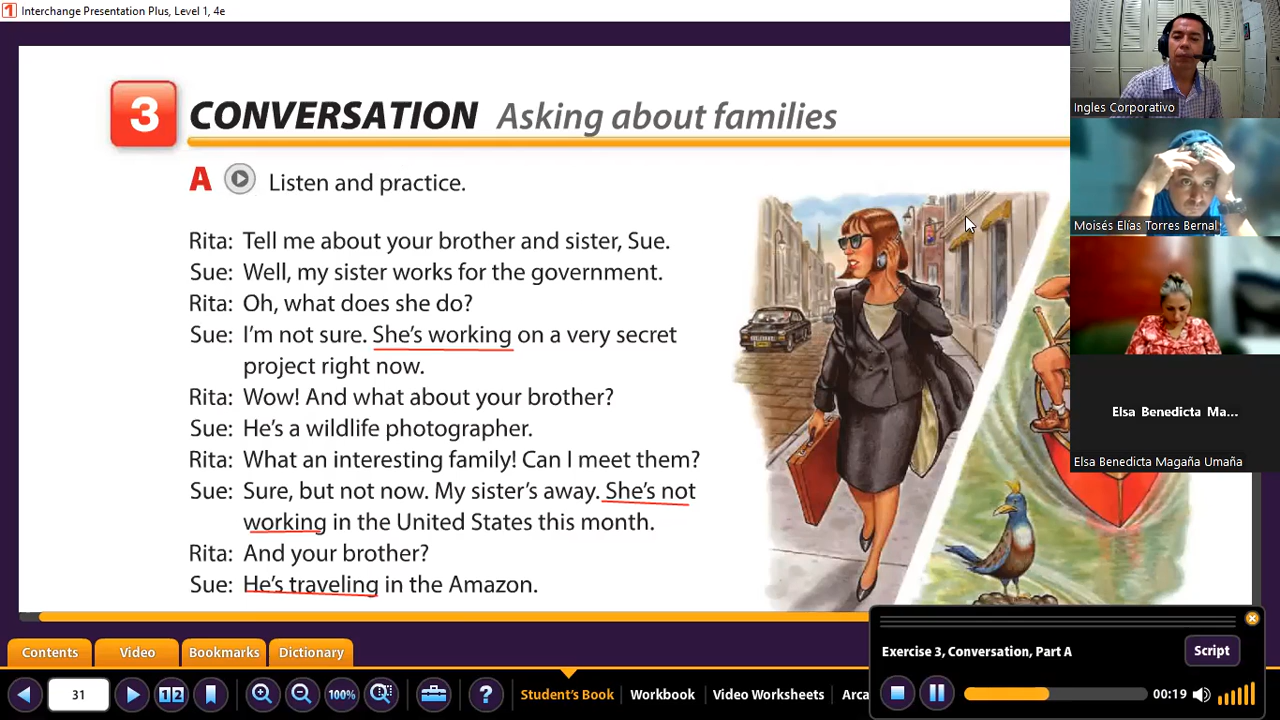 Interchange Presentation Plus, Level 1, 4e
3 CONVERSATION Asking about families
A Listen and practice.
Rita: Tell me about your brother and sister, Sue.
Sue: Well, my sister works for the government.
Rita: Oh, what does she do?
Sue: I'm not sure. She's working on a very secret
project right now.
Rita: Wow! And what about your brother?
Sue: He's a wildlife photographer.
Rita: What an interesting family! Can I meet them?
Sue: Sure, but not now. My sister's away. She's not
working in the United States this month.
Rita: And your brother?
Sue: He's traveling in the Amazon.
Ingles Corporativo
Moisés Elías Torres Bernal
Elsa Benedicta Ma...
Elsa Benedicta Magaña Umaña
Exercise 3, Conversation, Part A
Script
00:19
Contents
Video
Bookmarks
Dictionary
31
1 2
100%
?
Student's Book
Workbook
Video Worksheets
Arca